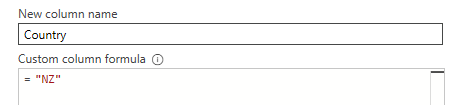 New column name
Country
Custom column formula
= "NZ"